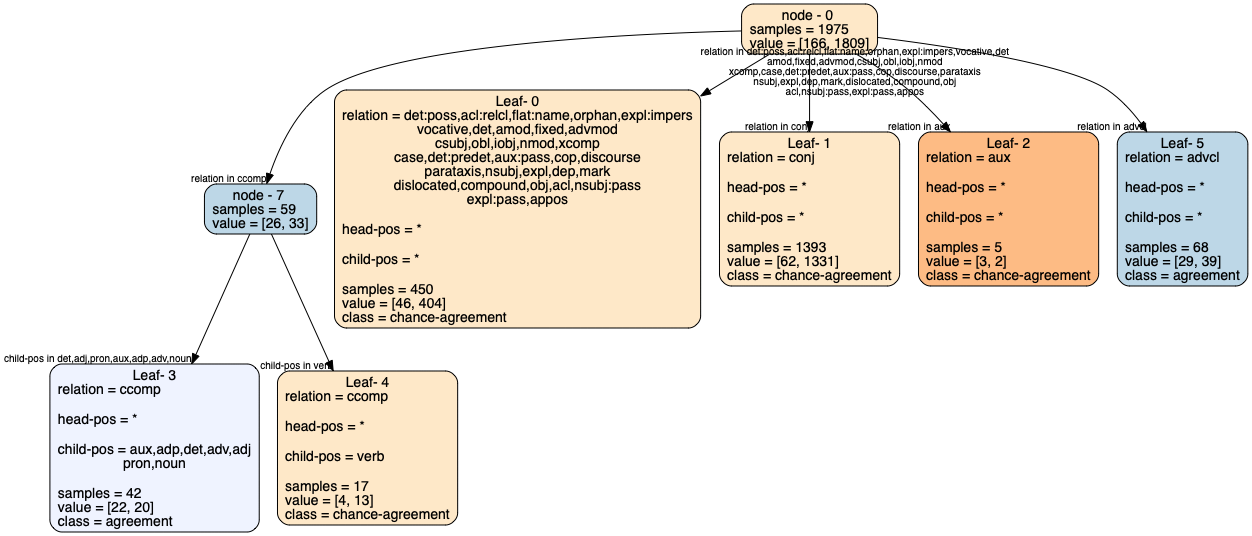 node - 0
samples = 1975
value = [166, 1809]
relation in det:poss,acl:relcl,flat:name,orphan,expl:impers,vocative,det
amod,fixed,advmod,csubj,obl,iobj,nmod
xcomp,case,det:predet,aux:pass,cop,discourse,parataxis
nsubj,expl,dep,mark,dislocated,compound,obj
acl,nsubj:pass,expl:pass,appos
Leaf- 0
relation = det:poss,acl:relcl,flat:name,orphan,expl:impers
vocative,det,amod,fixed,advmod
csubj,obl,iobj,nmod,xcomp
case,det:predet,aux:pass,cop,discourse
parataxis,nsubj,expl,dep,mark
dislocated,compound,obj,acl,nsubj:pass
expl:pass,appos
head-pos = *
child-pos = *
samples = 450
value = [46, 404]
class = chance-agreement
relation in conj
Leaf- 1
relation = conj
head-pos = *
child-pos = *
samples = 1393
value = [62, 1331]
class = chance-agreement
relation in aux
Leaf- 2
relation = aux
head-pos = *
child-pos = *
samples = 5
value = [3, 2]
class = chance-agreement
relation in advcl
Leaf- 5
relation = advcl
head-pos = *
child-pos = *
samples = 68
value = [29, 39]
class = agreement
relation in ccomp
node - 7
samples = 59
value = [26, 33]
child-pos in det,adj,pron,aux,adp,adv,noun
Leaf- 3
relation = ccomp
head-pos = *
child-pos = aux,adp,det,adv,adj
pron,noun
samples = 42
value = [22, 20]
class = agreement
child-pos in verb
Leaf- 4
relation = ccomp
head-pos = *
child-pos = verb
samples = 17
value = [4, 13]
class = chance-agreement